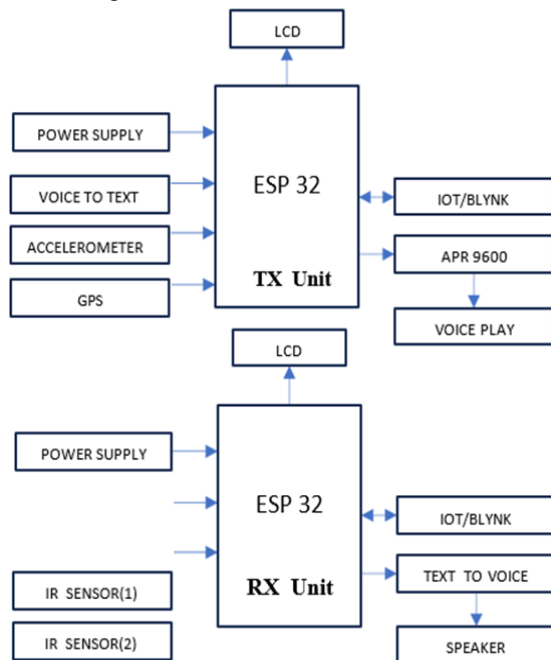 LCD
POWER SUPPLY
VOICE TO TEXT
ACCELEROMETER
GPS
ESP 32
TX Unit
IOT/BLYNK
APR 9600
VOICE PLAY
LCD
POWER SUPPLY
IR SENSOR(1)
IR SENSOR(2)
ESP 32
RX Unit
IOT/BLYNK
TEXT TO VOICE
SPEAKER